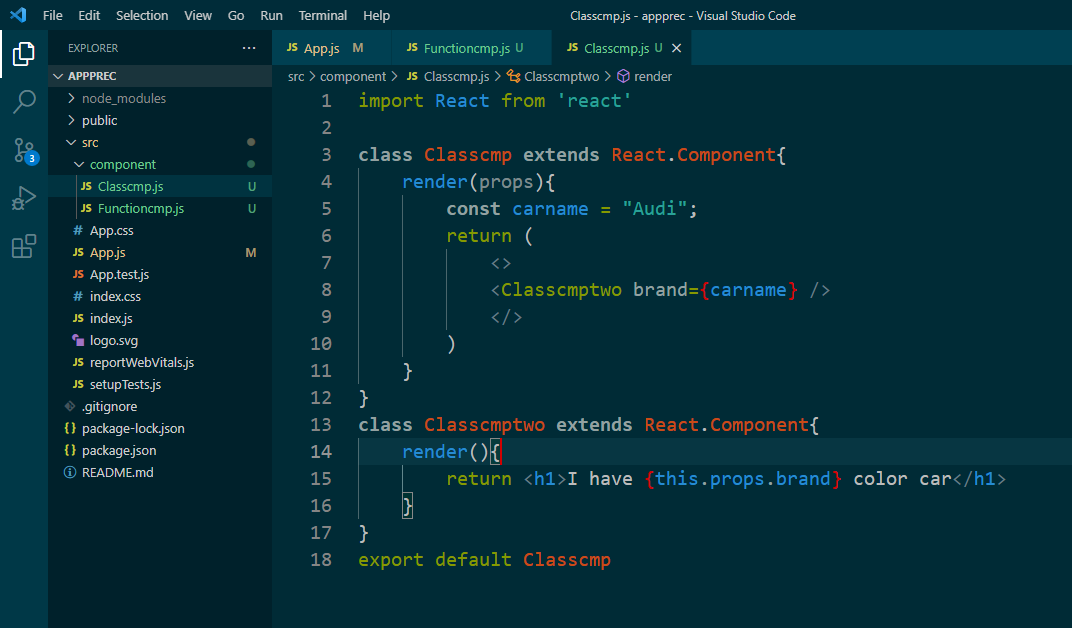 File Edit Selection View Go Run Terminal Help Classcmp.js - appprec - Visual Studio Code
EXPLORER ···
APPPREC
node_modules
public
src
component
JS Classcmp.js U
JS Functioncmp.js U
# App.css
JS App.js M
JS App.test.js
# index.css
JS index.js
logo.svg
JS reportWebVitals.js
JS setupTests.js
.gitignore
{} package-lock.json
{} package.json
README.md
3
JS App.js M JS Functioncmp.js U JS Classcmp.js U ×
src > component > JS Classcmp.js > Classcmptwo > render
1 import React from 'react'
2
3 class Classcmp extends React.Component{
4 render(props){
5 const carname = "Audi";
6 return (
7 <>
8 <Classcmptwo brand={carname} />
9 </>
10 )
11 }
12 }
13 class Classcmptwo extends React.Component{
14 render(){
15 return <h1>I have {this.props.brand} color car</h1>
16 }
17 }
18 export default Classcmp